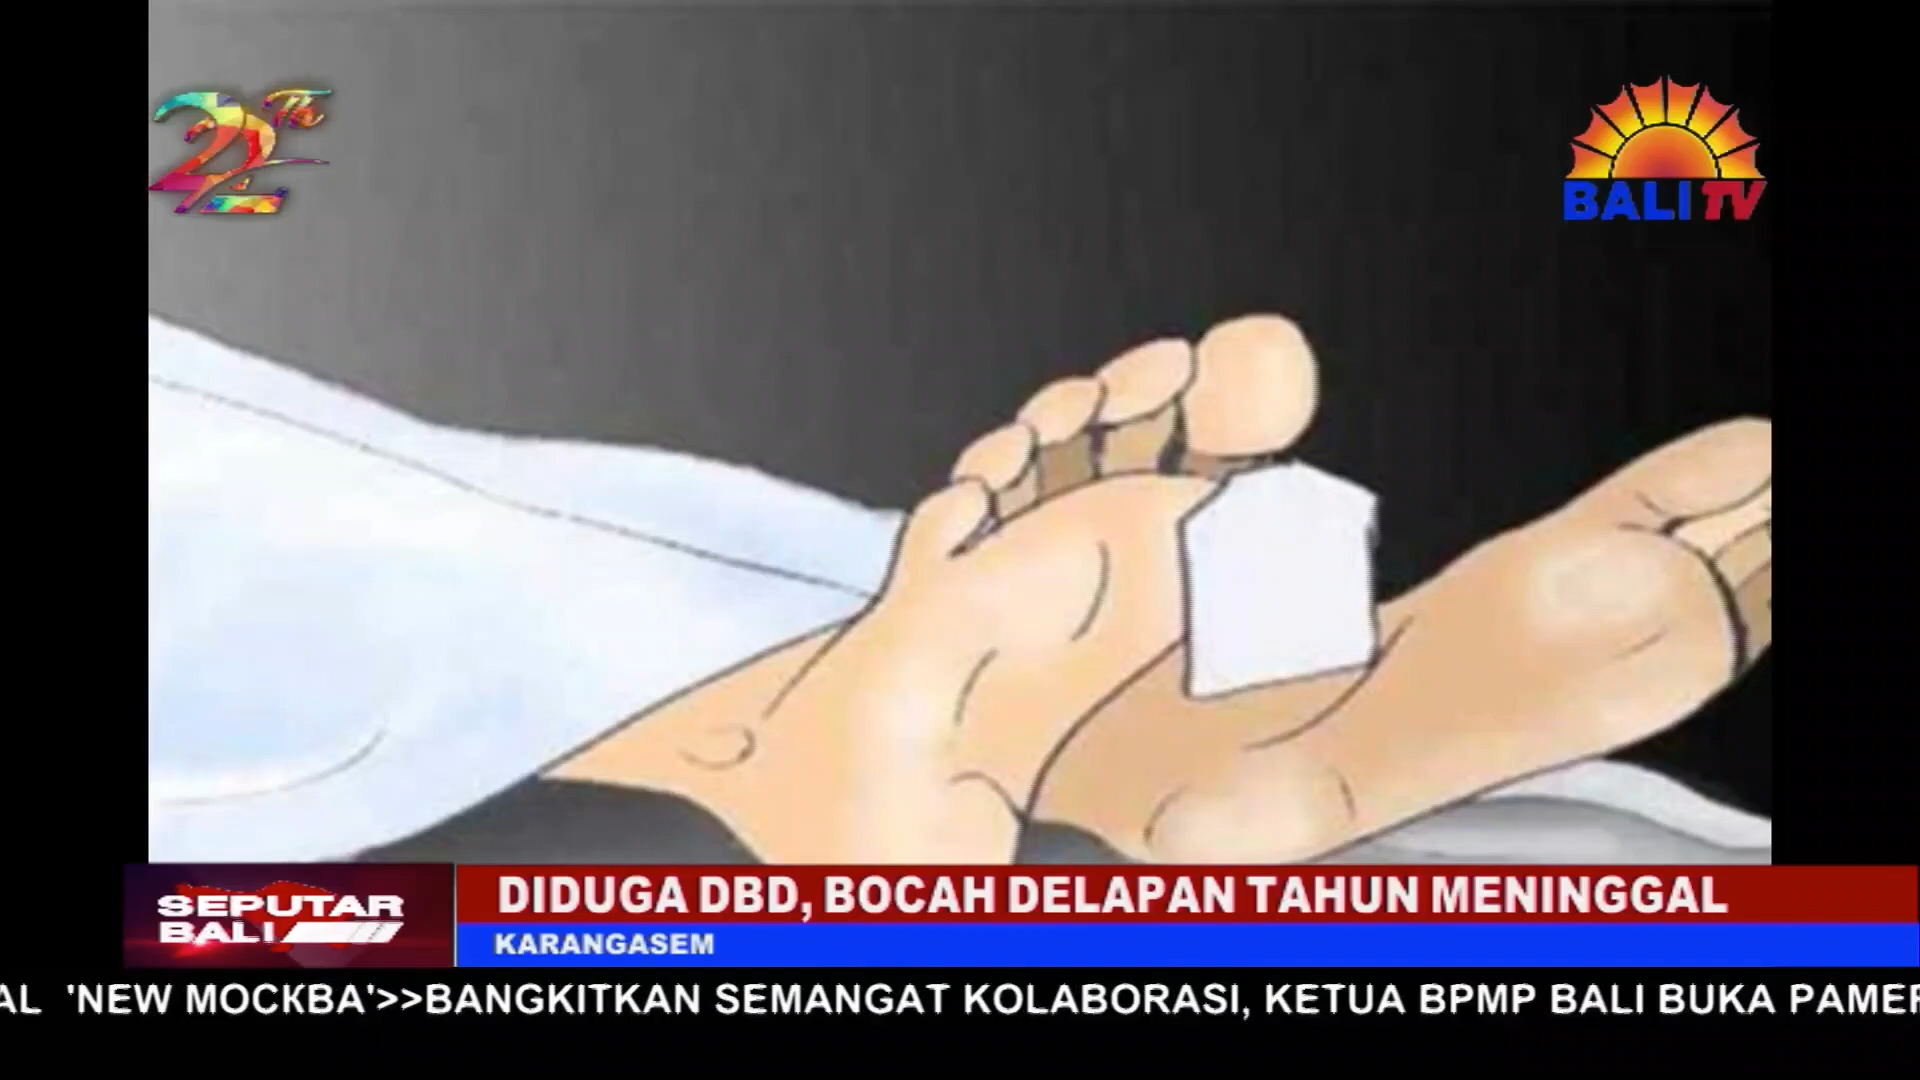 22Th
BALI TV
SEPUTAR
BALI
DIDUGA DBD, BOCAH DELAPAN TAHUN MENINGGAL
KARANGASEM
AL 'NEW MOCKBA'>>BANGKITKAN SEMANGAT KOLABORASI, KETUA BPMP BALI BUKA PAMER